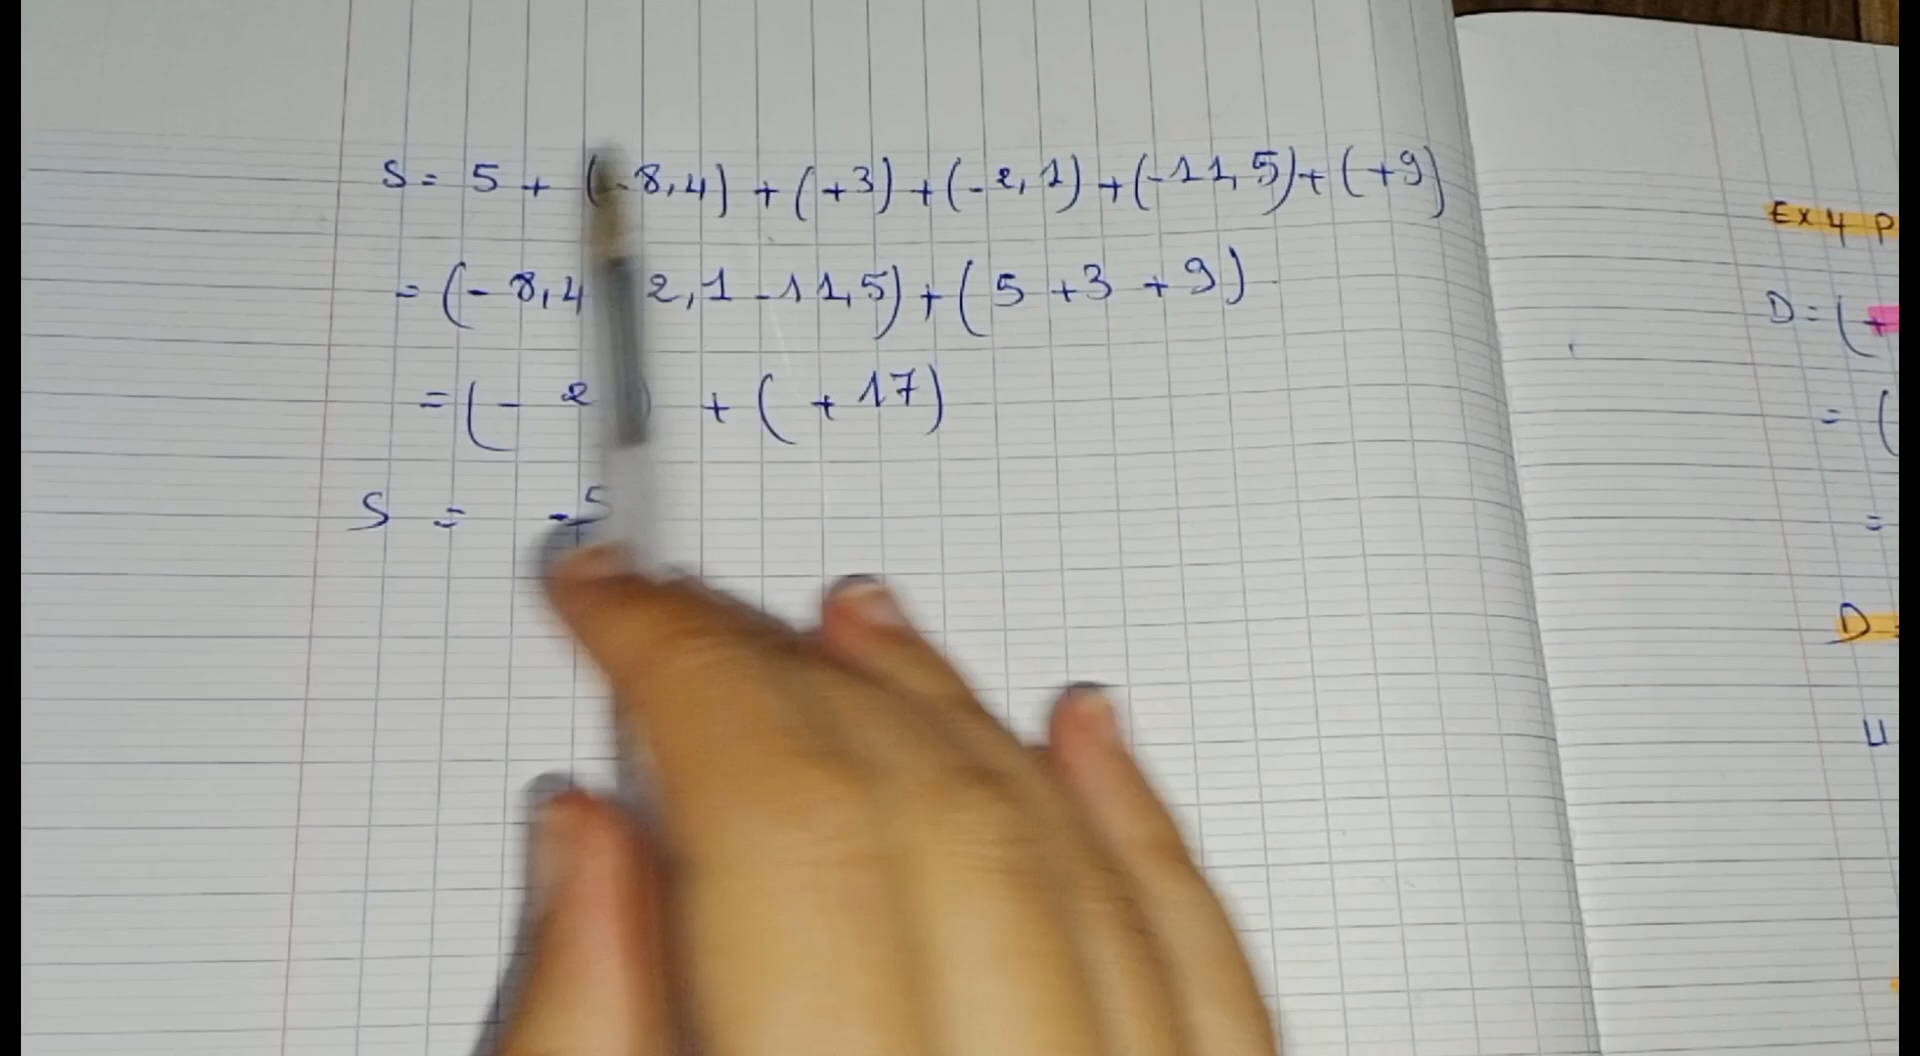 S = 5 + (-8,4) + (+3) + (-2,1) + (-11,5) + (+9)
= (-8,4 2,1 -11,5) + (5 +3 +9)
= (- 2 ) + (+17)
S = -5
Ex 4 P
D = (+
= (
=
D =